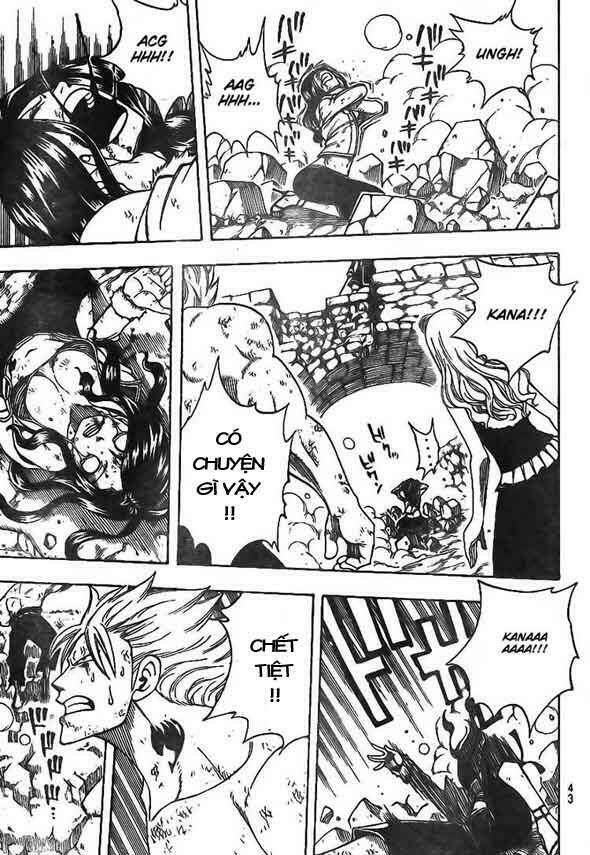 UNGH!
AAG
HHH...
ACG
HHH!!
KANA!!!
...
CÓ
CHUYỆN
GÌ VẬY
!!
KANAAA
AAAA!!!
CHẾT
TIỆT
!!
43